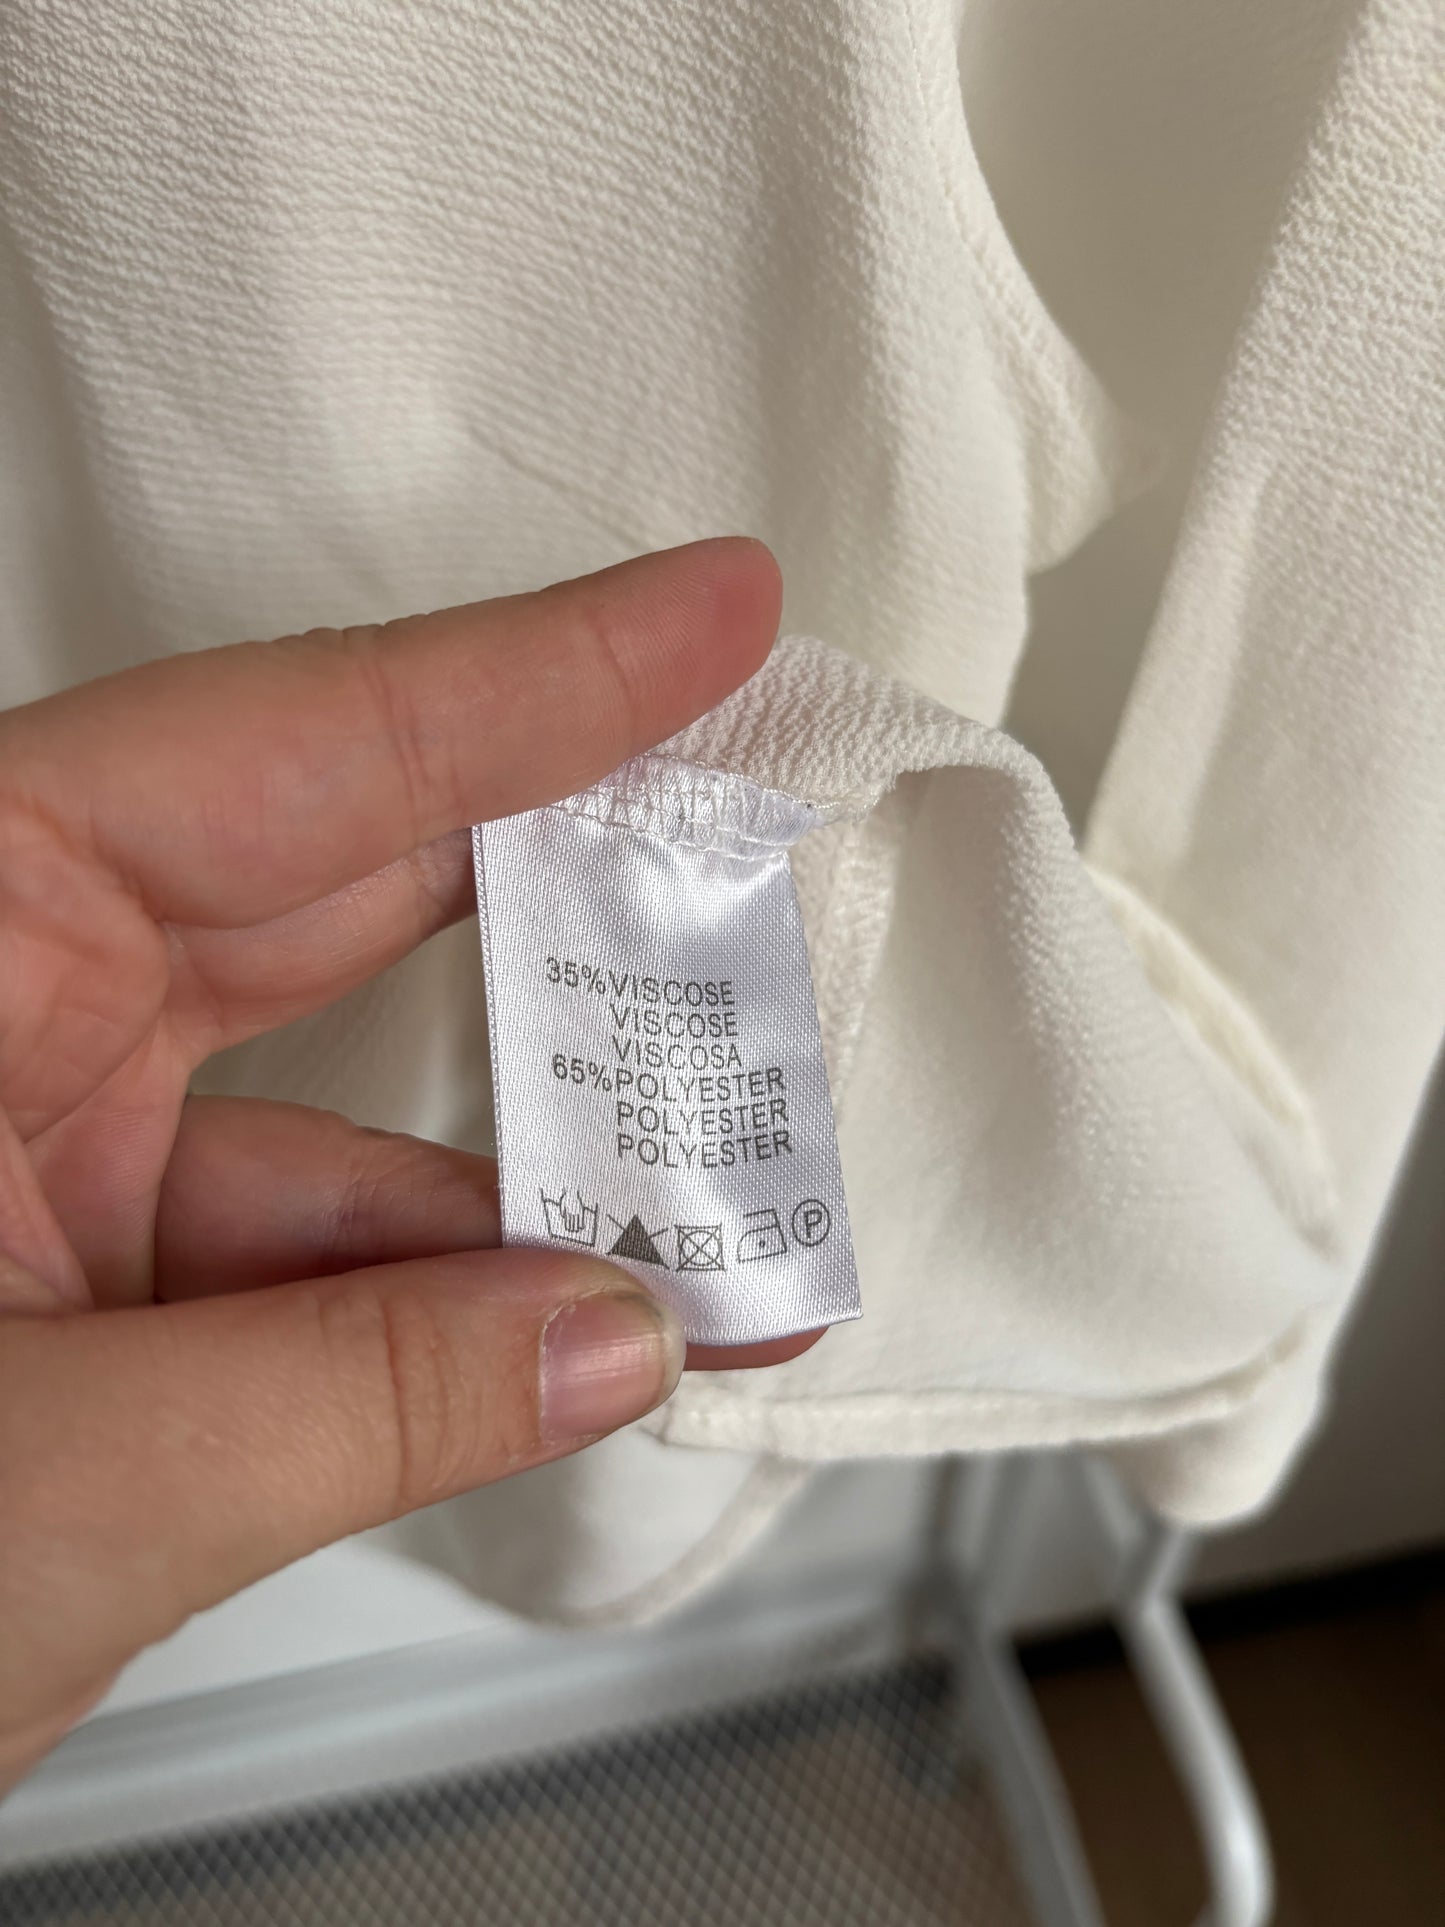 35%VISCOSE
VISCOSE
VISCOSA
65%POLYESTER
POLYESTER
POLYESTER
P